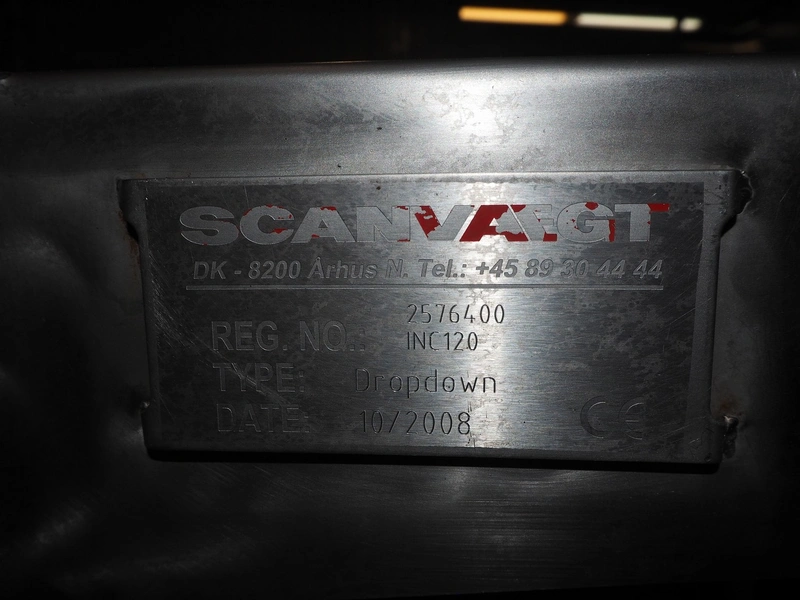 SCANVÆGT
DK - 8200 Århus N. Tel.: +45 89 30 44 44
2576400
REG. NO.: INC120
TYPE: Dropdown
DATE: 10/2008 CE